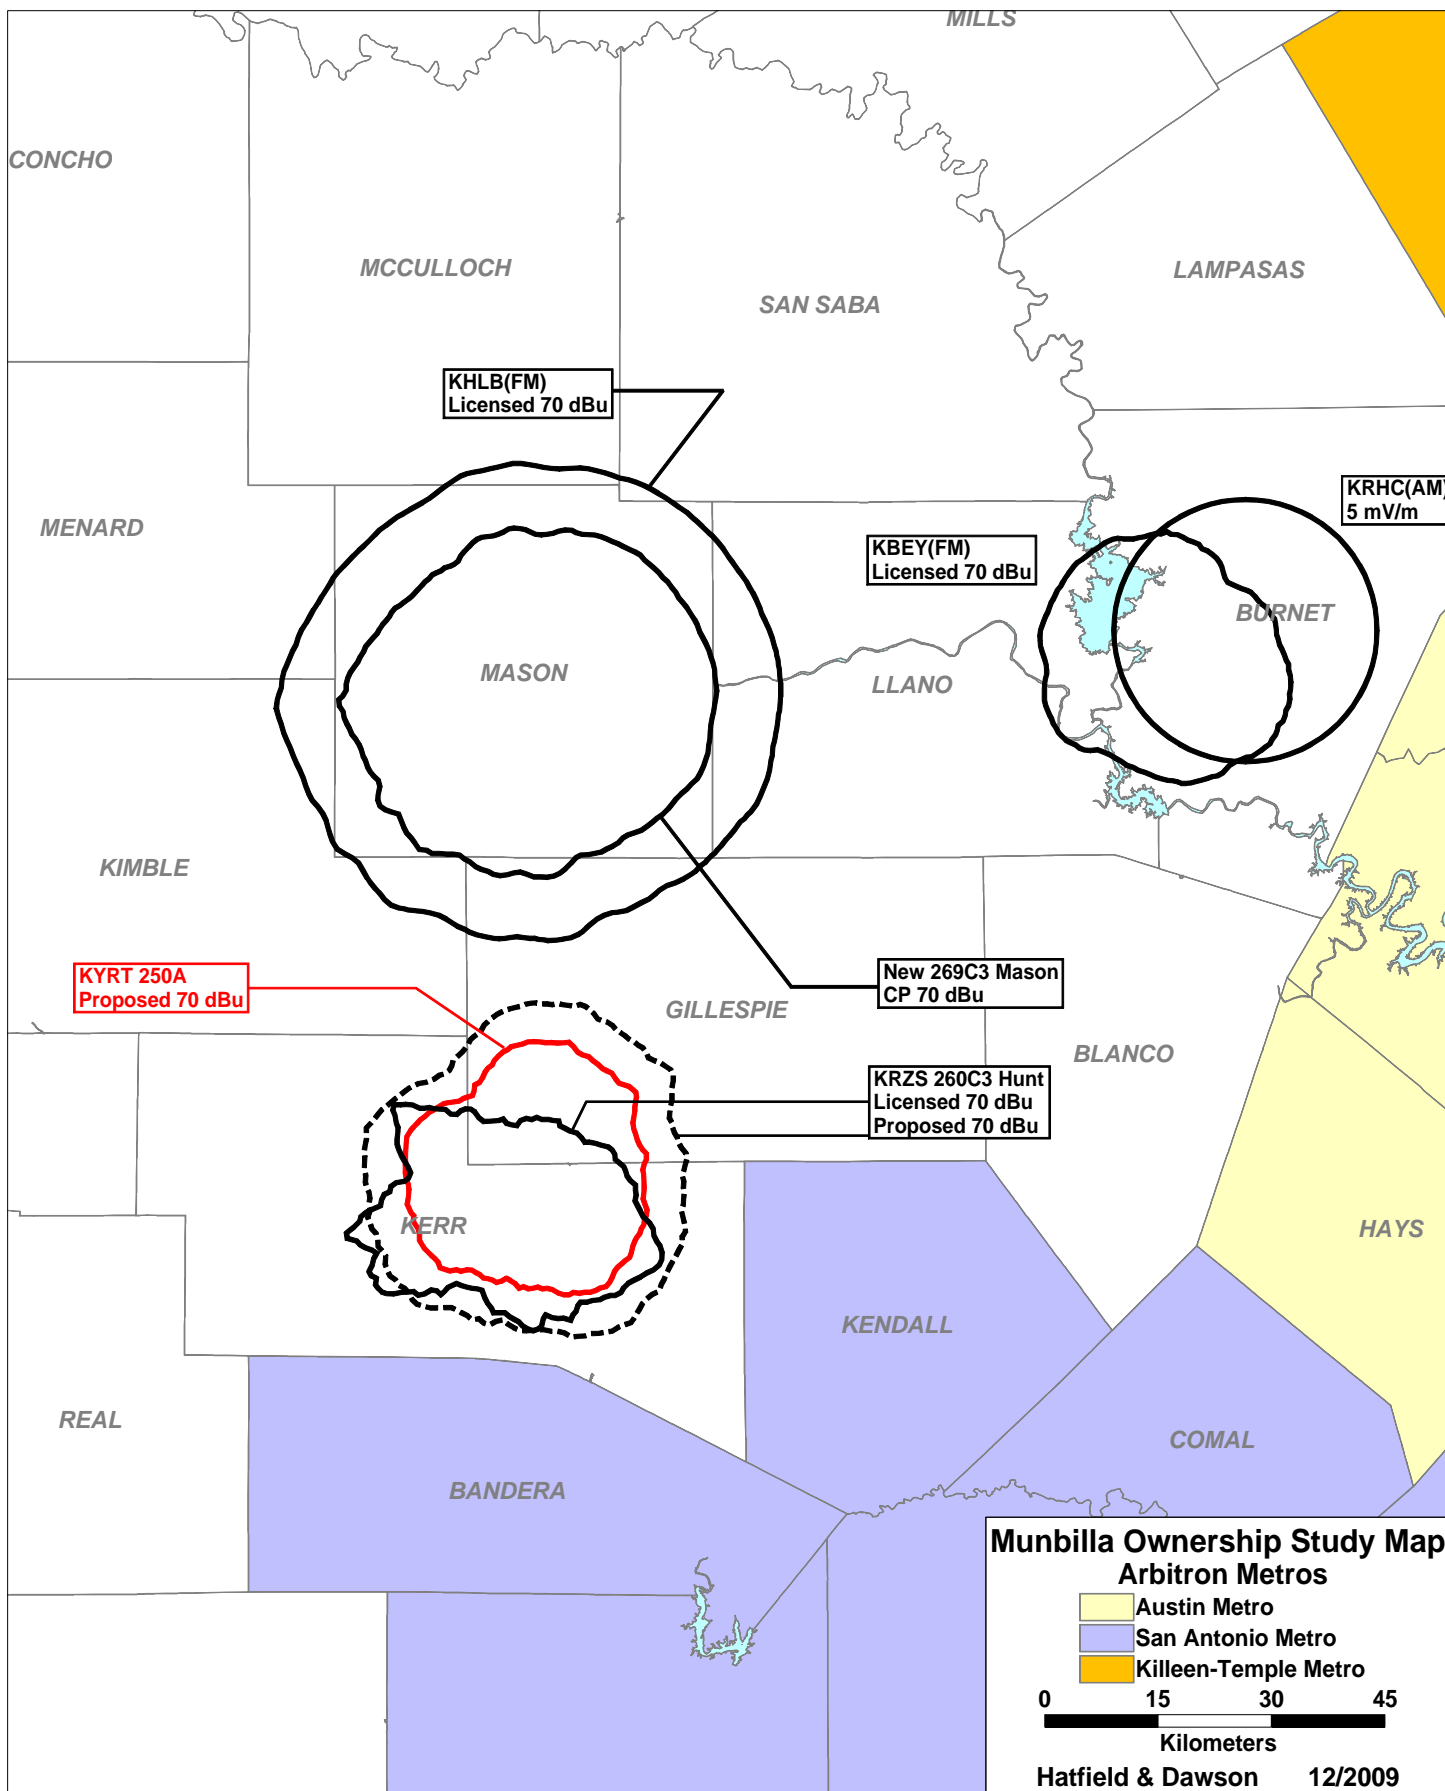 MILLS
CONCHO
MCCULLOCH
LAMPASAS
SAN SABA
KHLB(FM)
Licensed 70 dBu
KRHC(AM)
5 mV/m
MENARD
KBEY(FM)
Licensed 70 dBu
BURNET
MASON
LLANO
KIMBLE
KYRT 250A
Proposed 70 dBu
New 269C3 Mason
CP 70 dBu
GILLESPIE
BLANCO
KRZS 260C3 Hunt
Licensed 70 dBu
Proposed 70 dBu
KERR
HAYS
KENDALL
REAL
COMAL
BANDERA
Munbilla Ownership Study Map
Arbitron Metros
Austin Metro
San Antonio Metro
Killeen-Temple Metro
0 15 30 45
Kilometers
Hatfield & Dawson 12/2009